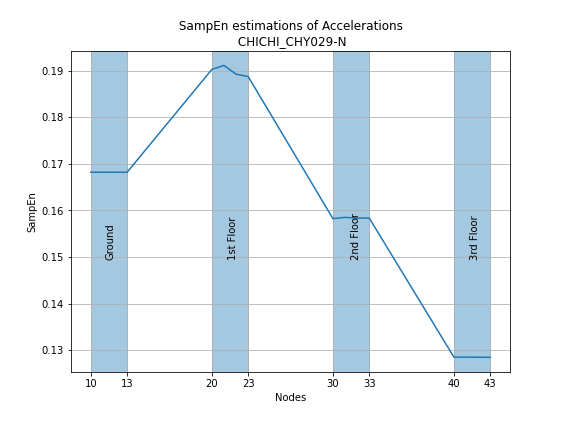 SampEn estimations of Accelerations
CHICHI_CHY029-N
0.19
0.18
0.17
0.16
0.15
0.14
0.13
SampEn
Ground
1st Floor
2nd Floor
3rd Floor
10 13 20 23 30 33 40 43
Nodes